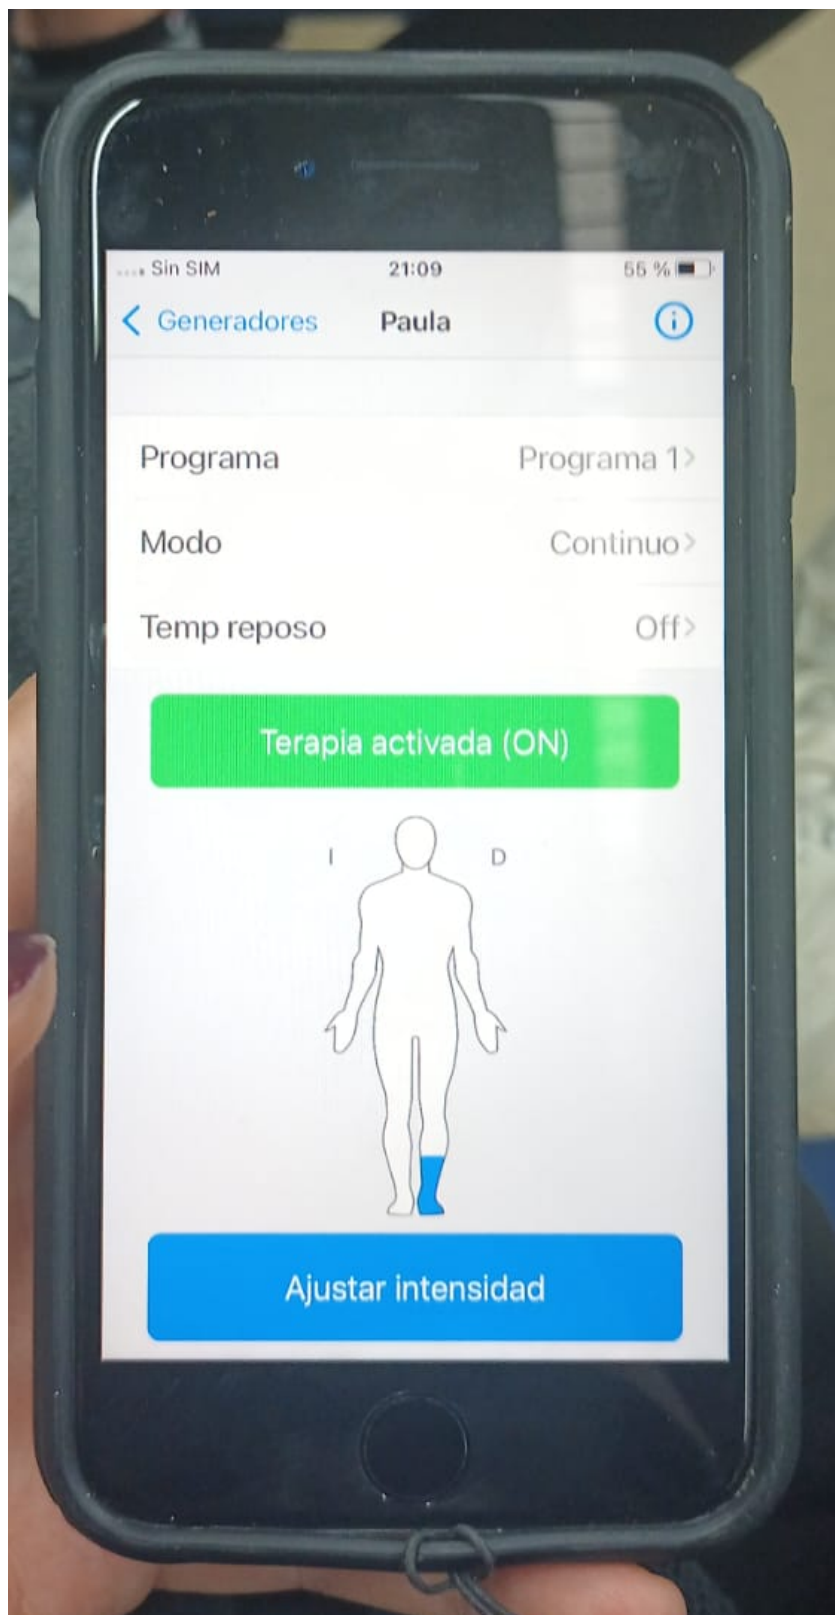 Sin SIM 21:09 55 %
Generadores Paula
Programa Programa 1
Modo Continuo
Temp reposo Off
Terapia activada (ON)
I D
Ajustar intensidad